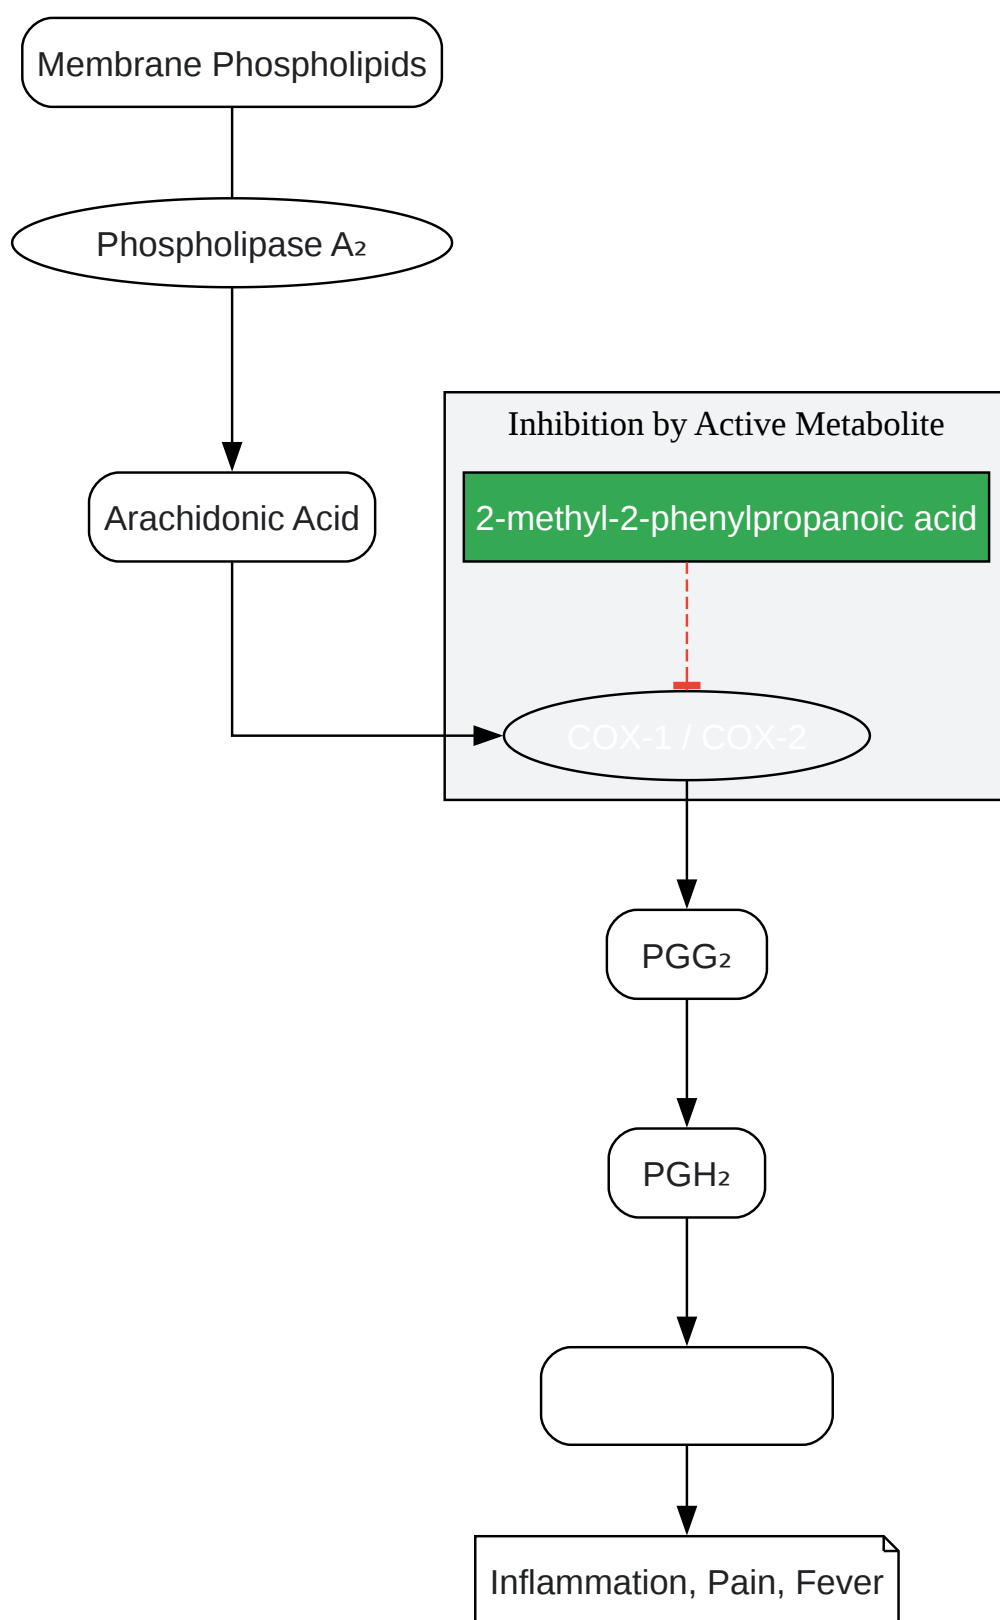 Membrane Phospholipids
Phospholipase A₂
Inhibition by Active Metabolite
2-methyl-2-phenylpropanoic acid
Arachidonic Acid
COX-1 / COX-2
PGG₂
PGH₂
Inflammation, Pain, Fever